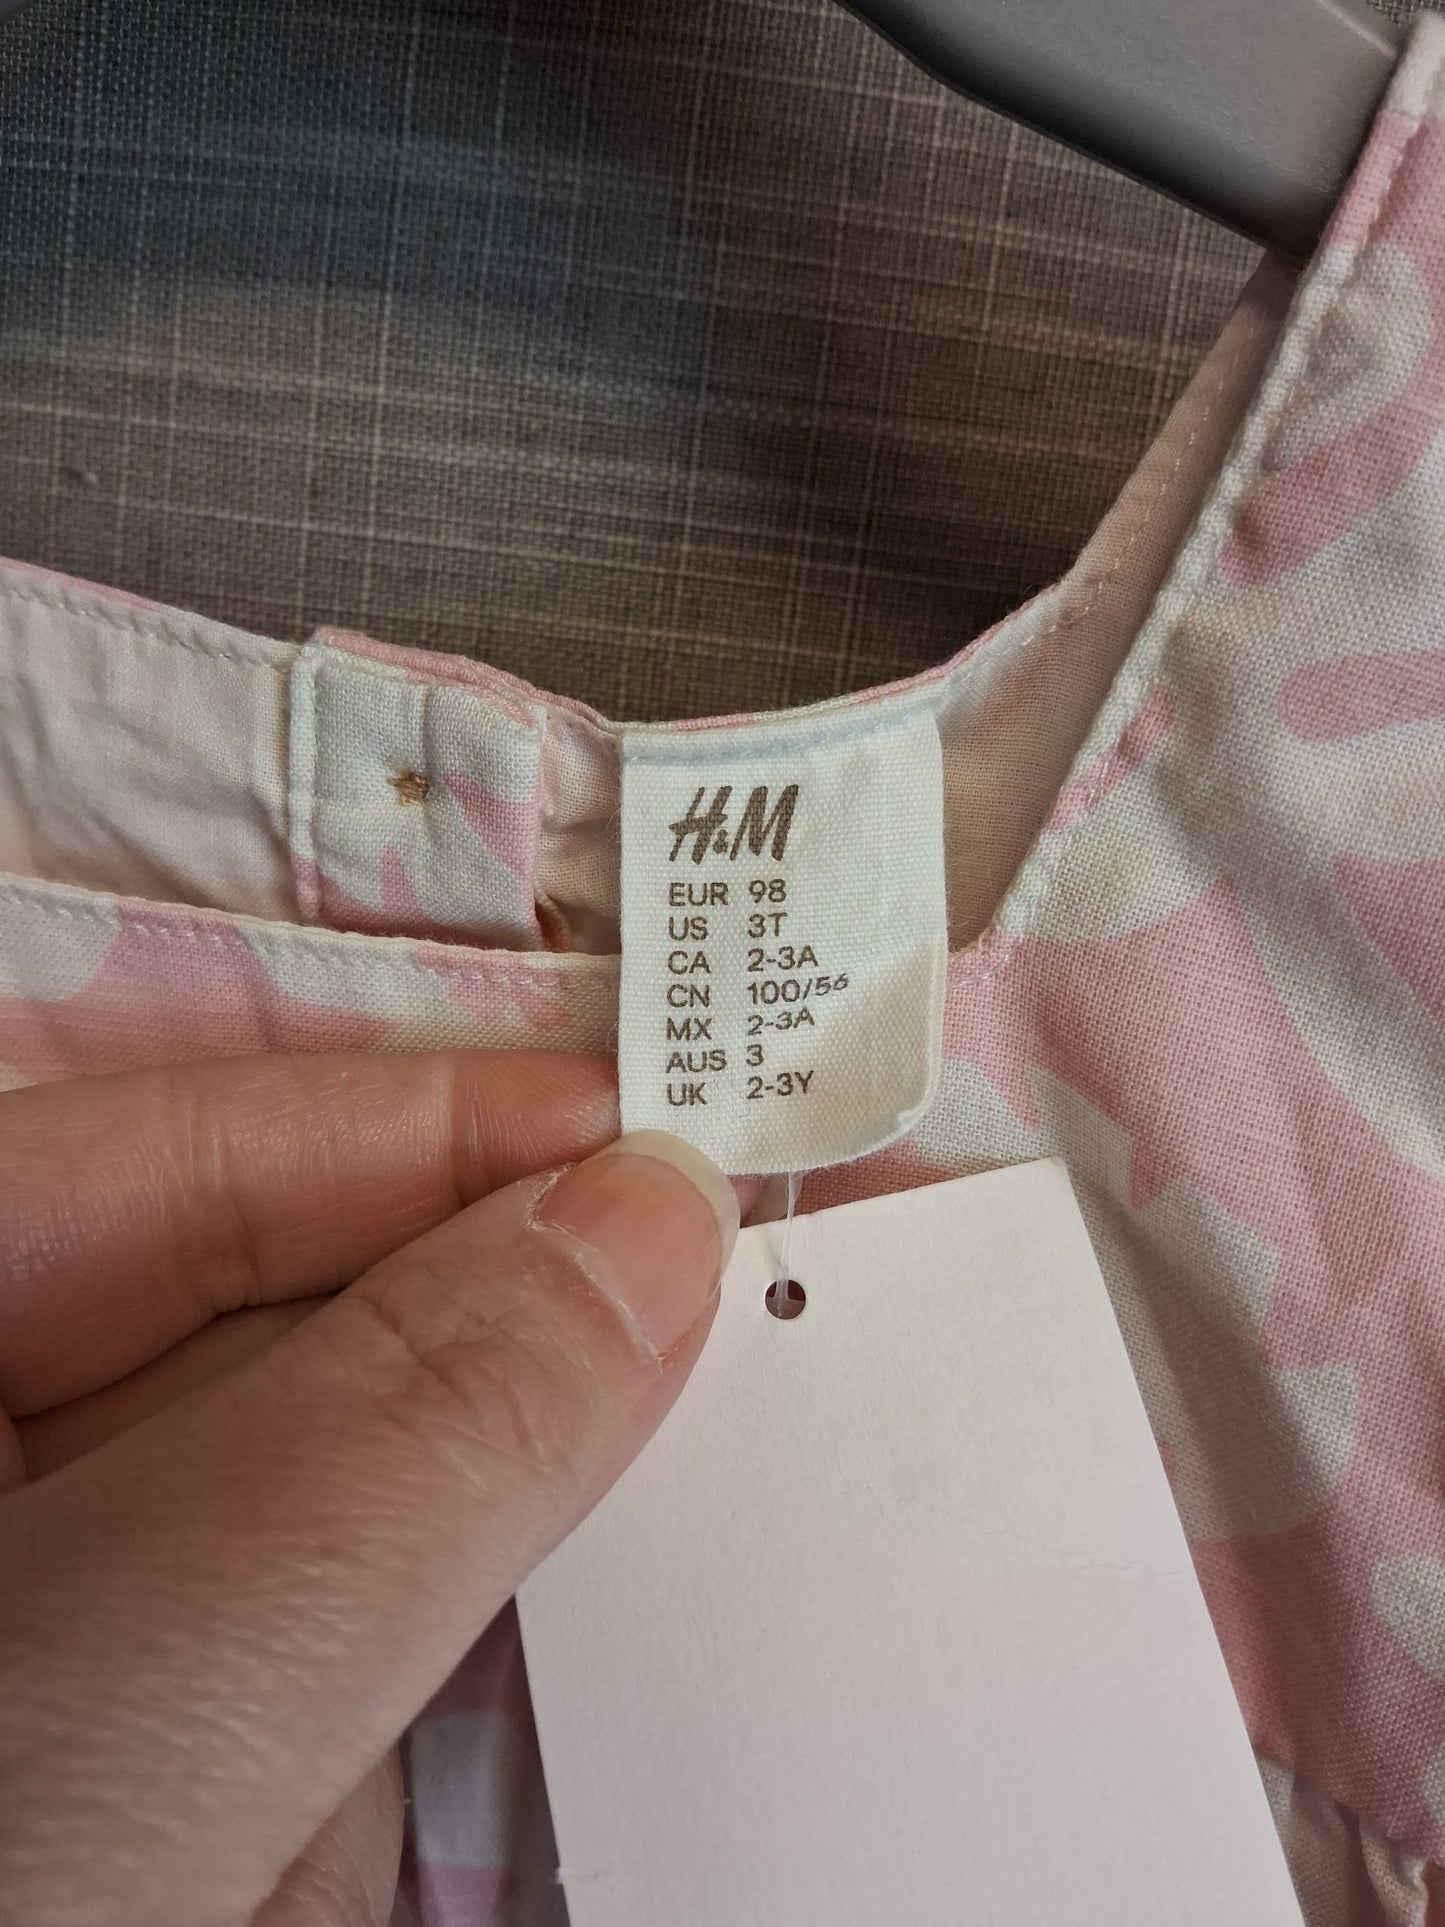 H&M
EUR 98
US 3T
CA 2-3A
CN 100/56
MX 2-3A
AUS 3
UK 2-3Y